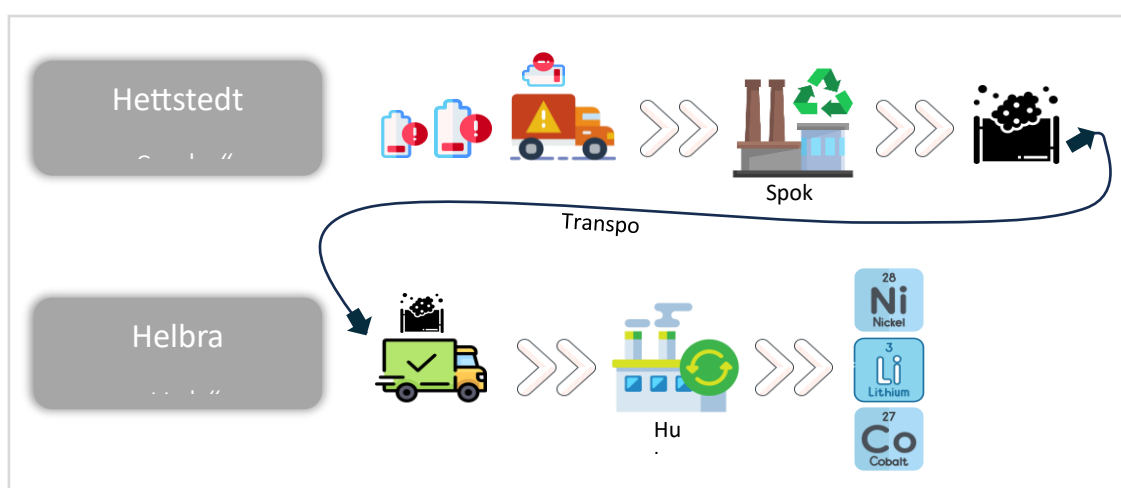 Hettstedt
Spok
Transpo
Helbra
Hu
28
Ni
Nickel
3
Li
Lithium
27
Co
Cobalt